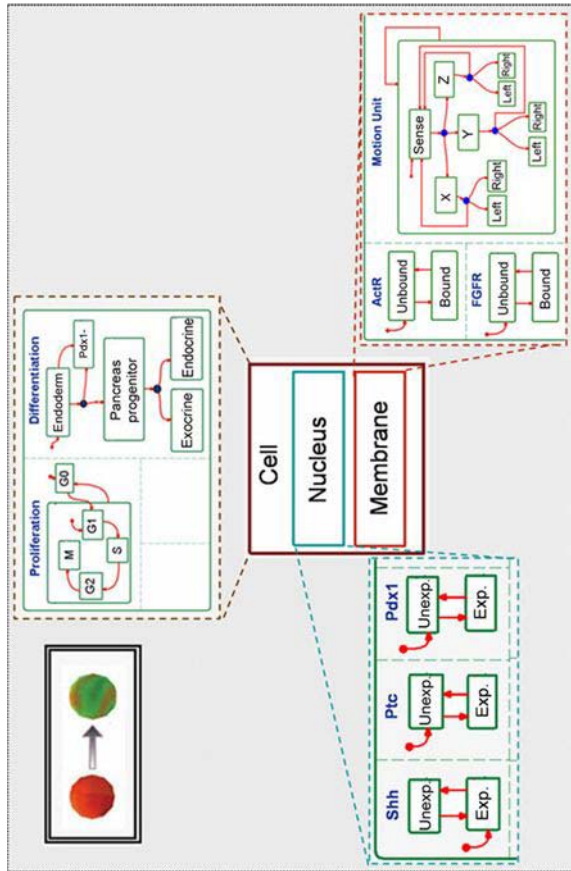 Proliferation
G0
G1
S
G2
M
Differentiation
Endoderm
Pdx1-
Pancreas
progenitor
Exocrine
Endocrine
Cell
Nucleus
Membrane
Shh
Unexp.
Exp.
Ptc
Unexp.
Exp.
Pdx1
Unexp.
Exp.
ActR
Unbound
Bound
FGFR
Unbound
Bound
Motion Unit
Sense
X
Y
Z
Left
Right
Left
Right
Left
Right